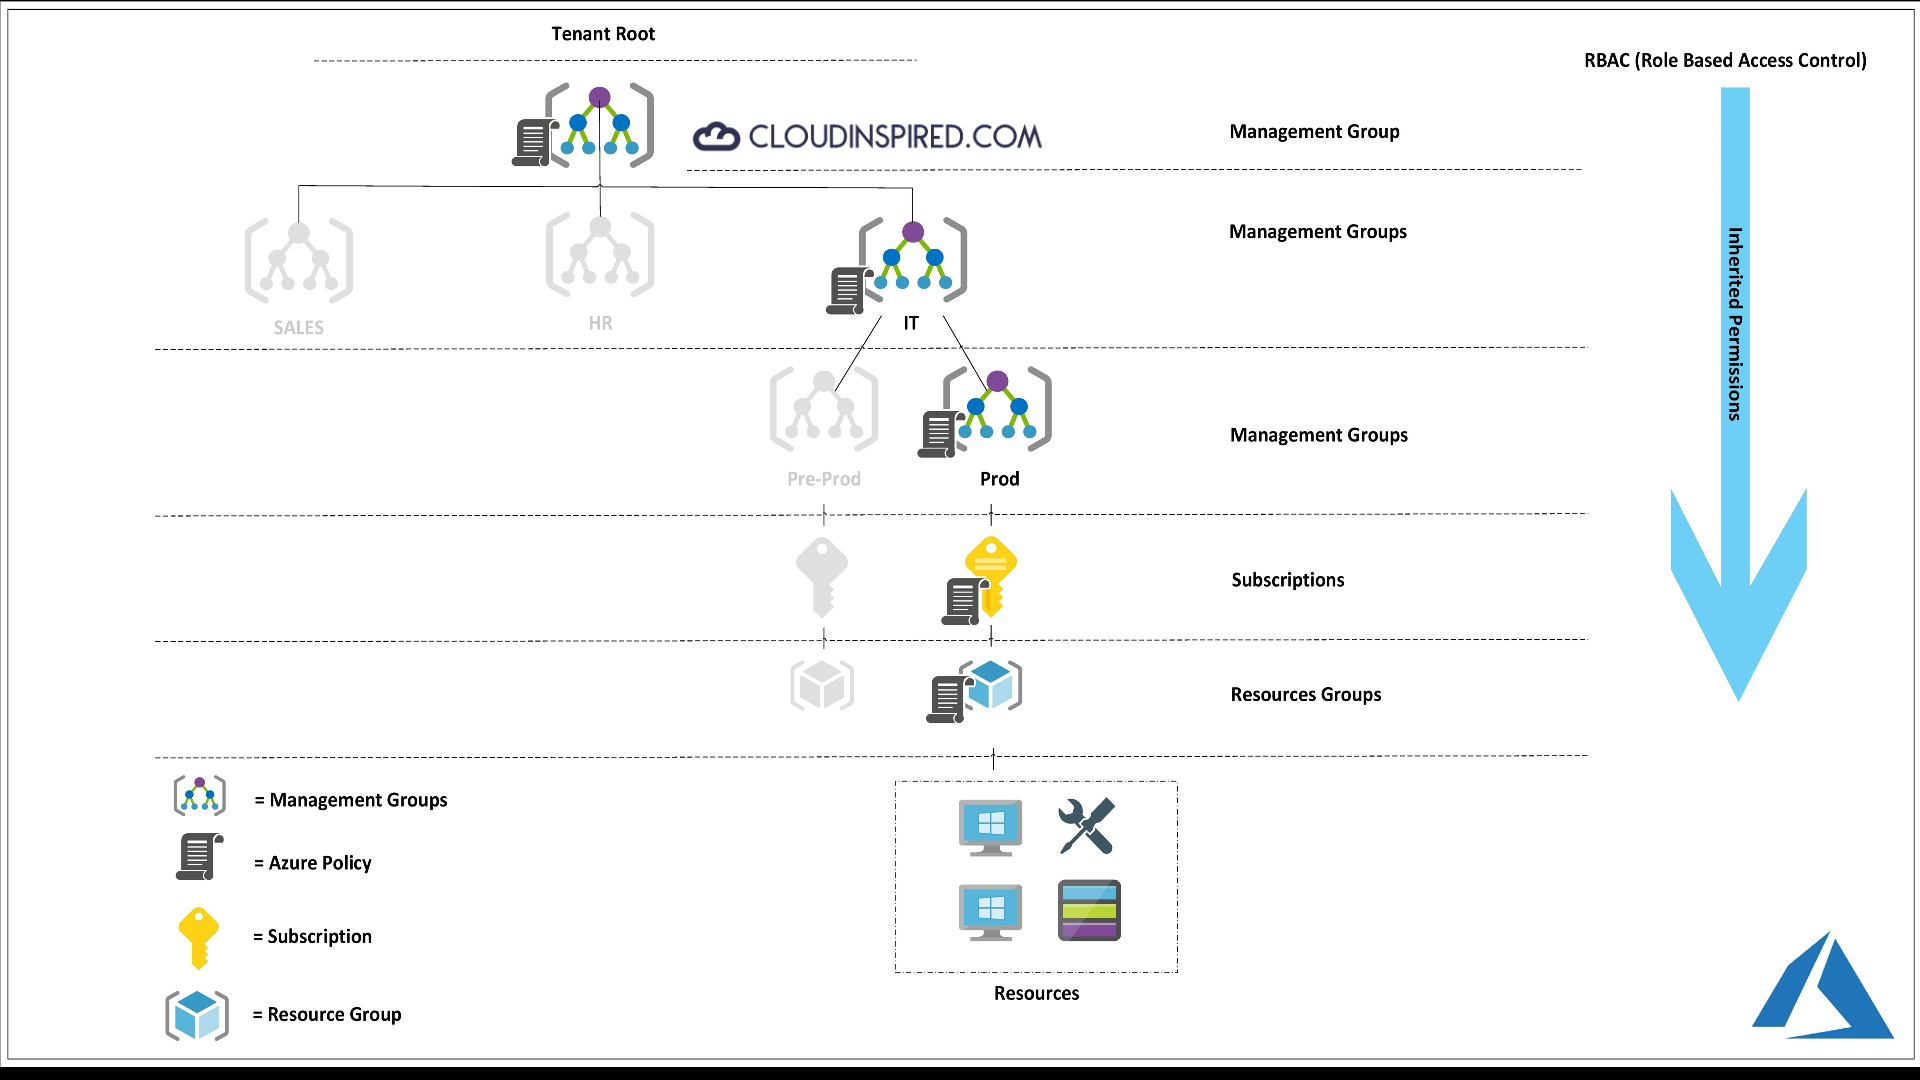 Tenant Root
RBAC (Role Based Access Control)
CLOUDINSPIRED.COM
Management Group
Management Groups
Inherited Permissions
SALES
HR
IT
Management Groups
Pre-Prod
Prod
Subscriptions
Resources Groups
= Management Groups
= Azure Policy
= Subscription
Resources
= Resource Group